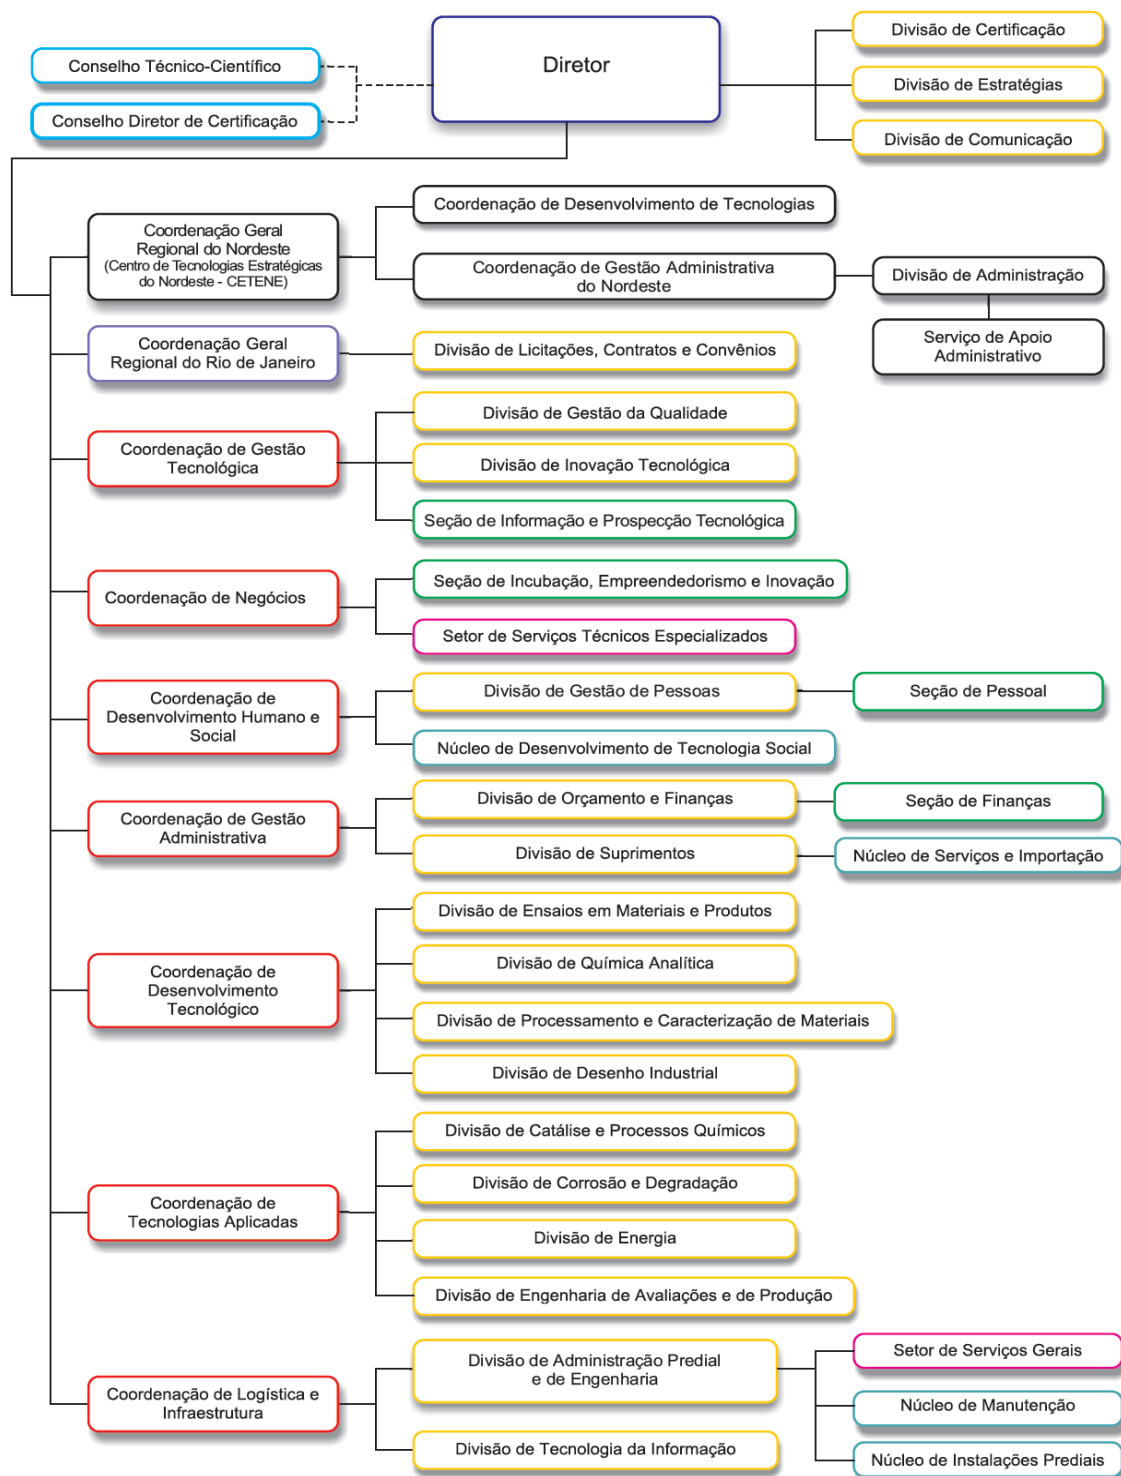 Conselho Técnico-Científico
Conselho Diretor de Certificação
Diretor
Divisão de Certificação
Divisão de Estratégias
Divisão de Comunicação
Coordenação Geral
Regional do Nordeste
(Centro de Tecnologias Estratégicas
do Nordeste - CETENE)
Coordenação de Desenvolvimento de Tecnologias
Coordenação de Gestão Administrativa
do Nordeste
Divisão de Administração
Serviço de Apoio
Administrativo
Coordenação Geral
Regional do Rio de Janeiro
Divisão de Licitações, Contratos e Convênios
Coordenação de Gestão
Tecnológica
Divisão de Gestão da Qualidade
Divisão de Inovação Tecnológica
Seção de Informação e Prospecção Tecnológica
Coordenação de Negócios
Seção de Incubação, Empreendedorismo e Inovação
Setor de Serviços Técnicos Especializados
Coordenação de
Desenvolvimento Humano e
Social
Divisão de Gestão de Pessoas
Seção de Pessoal
Núcleo de Desenvolvimento de Tecnologia Social
Coordenação de Gestão
Administrativa
Divisão de Orçamento e Finanças
Seção de Finanças
Divisão de Suprimentos
Núcleo de Serviços e Importação
Coordenação de
Desenvolvimento
Tecnológico
Divisão de Ensaios em Materiais e Produtos
Divisão de Química Analítica
Divisão de Processamento e Caracterização de Materiais
Divisão de Desenho Industrial
Coordenação de
Tecnologias Aplicadas
Divisão de Catálise e Processos Químicos
Divisão de Corrosão e Degradação
Divisão de Energia
Divisão de Engenharia de Avaliações e de Produção
Coordenação de Logística e
Infraestrutura
Divisão de Administração Predial
e de Engenharia
Setor de Serviços Gerais
Núcleo de Manutenção
Núcleo de Instalações Prediais
Divisão de Tecnologia da Informação